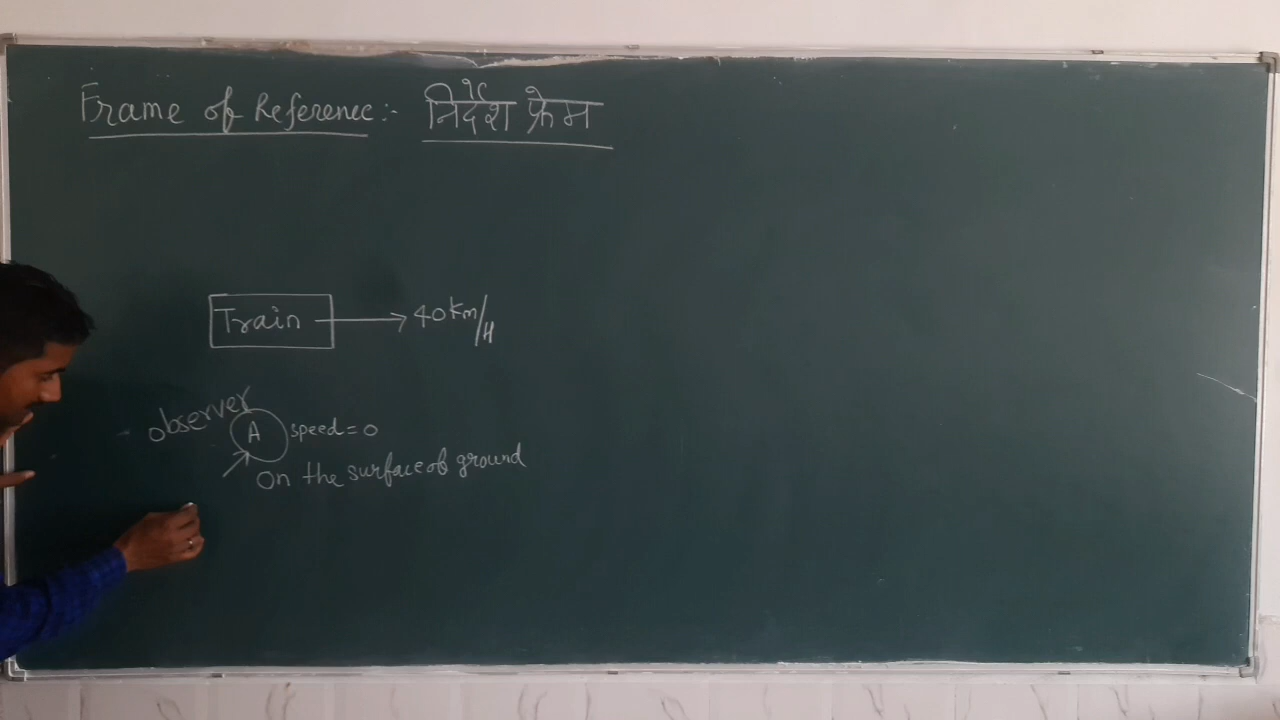 Frame of Reference:- निर्देश फ्रेम
Train → 40 Km/H
observer A speed = 0
On the surface of ground